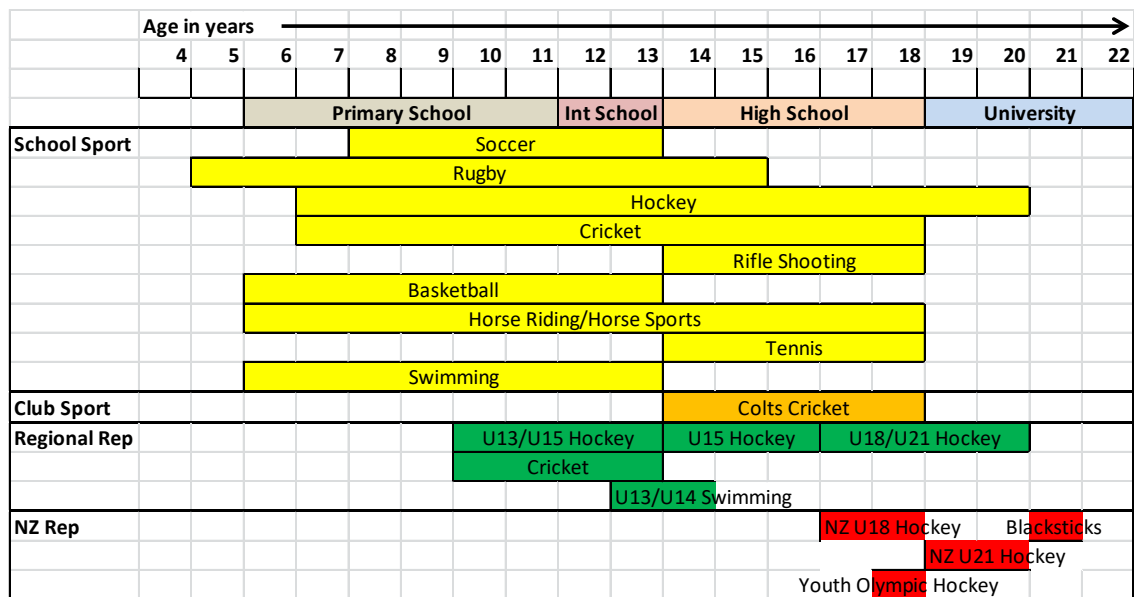 Age in years
4 5 6 7 8 9 10 11 12 13 14 15 16 17 18 19 20 21 22
Primary School Int School High School University
School Sport Soccer
Rugby
Hockey
Cricket
Rifle Shooting
Basketball
Horse Riding/Horse Sports
Tennis
Swimming
Club Sport Colts Cricket
Regional Rep U13/U15 Hockey U15 Hockey U18/U21 Hockey
Cricket
U13/U14 Swimming
NZ Rep NZ U18 Hockey Blacksticks
NZ U21 Hockey
Youth Olympic Hockey